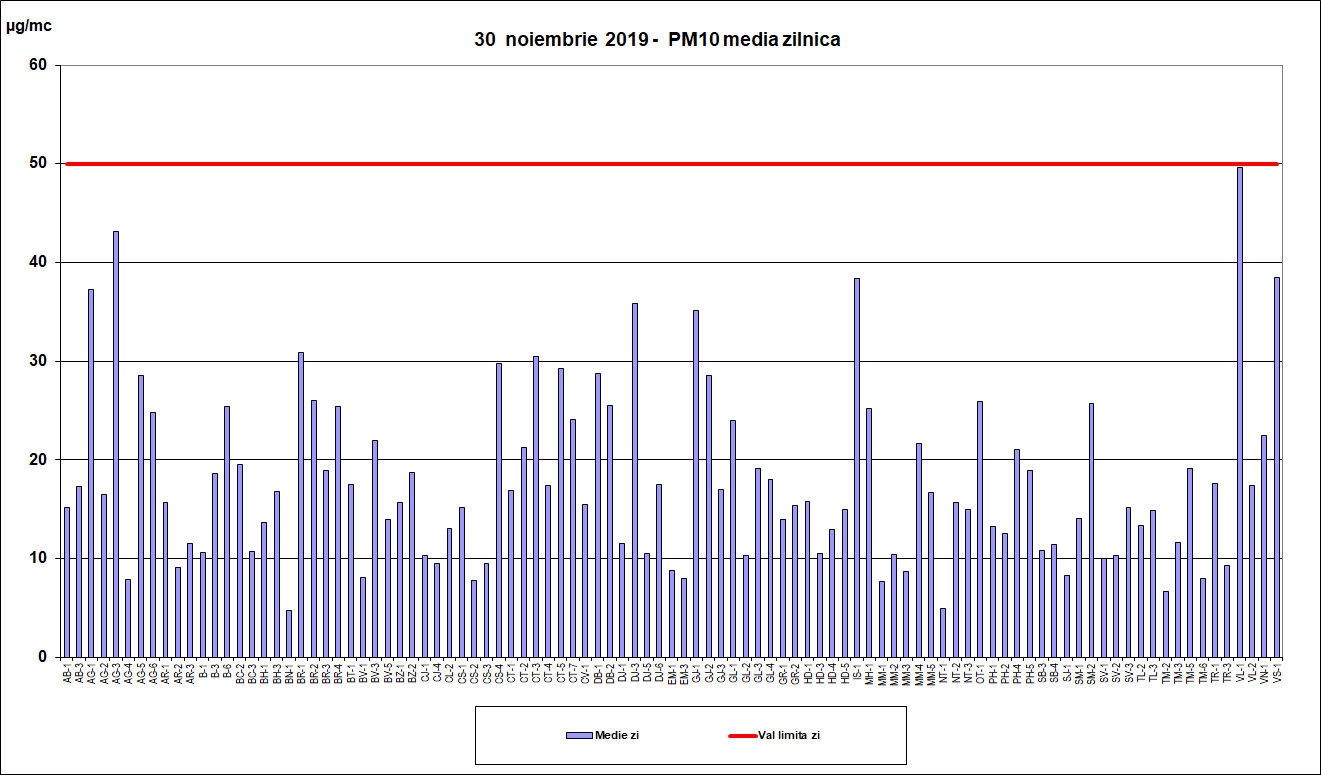 µg/mc
30 noiembrie 2019 - PM10 media zilnica
60
50
40
30
20
10
0
AB-1
AB-3
AG-1
AG-2
AG-3
AG-4
AG-5
AG-6
AR-1
AR-2
AR-3
B-1
B-3
B-6
BC-2
BC-3
BH-1
BH-3
BN-1
BR-1
BR-2
BR-3
BR-4
BT-1
BV-1
BV-3
BV-5
BZ-1
BZ-2
CJ-1
CJ-4
CL-2
CS-1
CS-2
CS-3
CS-4
CT-1
CT-2
CT-3
CT-4
CT-5
CT-7
CV-1
DB-1
DB-2
DJ-1
DJ-3
DJ-5
DJ-6
EM-1
EM-3
GJ-1
GJ-2
GJ-3
GL-1
GL-2
GL-3
GL-4
GR-1
GR-2
HD-1
HD-3
HD-4
HD-5
IS-1
MH-1
MM-1
MM-2
MM-3
MM-4
MM-5
NT-1
NT-2
NT-3
OT-1
PH-1
PH-2
PH-4
PH-5
SB-3
SB-4
SJ-1
SM-1
SM-2
SV-1
SV-2
SV-3
TL-2
TL-3
TM-2
TM-3
TM-5
TM-6
TR-1
TR-3
VL-1
VL-2
VN-1
VS-1
Medie zi
Val limita zi